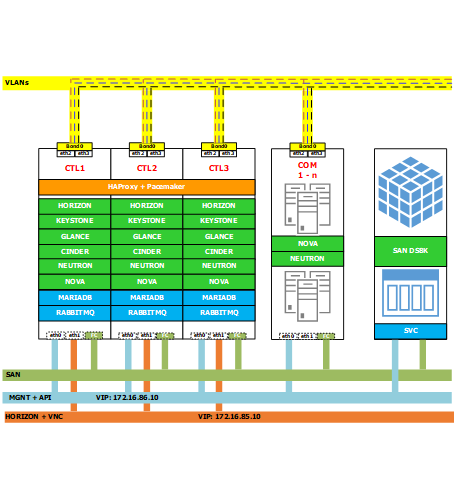 VLANs
Bond0 Bond0 Bond0 Bond0
eth2 eth3 eth2 eth3 eth2 eth3 eth2 eth3
CTL1 CTL2 CTL3 COM
1 - n
HAProxy + Pacemaker
HORIZON HORIZON HORIZON
KEYSTONE KEYSTONE KEYSTONE
GLANCE GLANCE GLANCE NOVA SAN DSBK
CINDER CINDER CINDER NEUTRON
NEUTRON NEUTRON NEUTRON
NOVA NOVA NOVA
MARIADB MARIADB MARIADB
RABBITMQ RABBITMQ RABBITMQ
SVC
eth0 eth1 eth0 eth1 eth0 eth1 eth0 eth1
SAN
MGNT + API VIP: 172.16.86.10
HORIZON + VNC VIP: 172.16.85.10